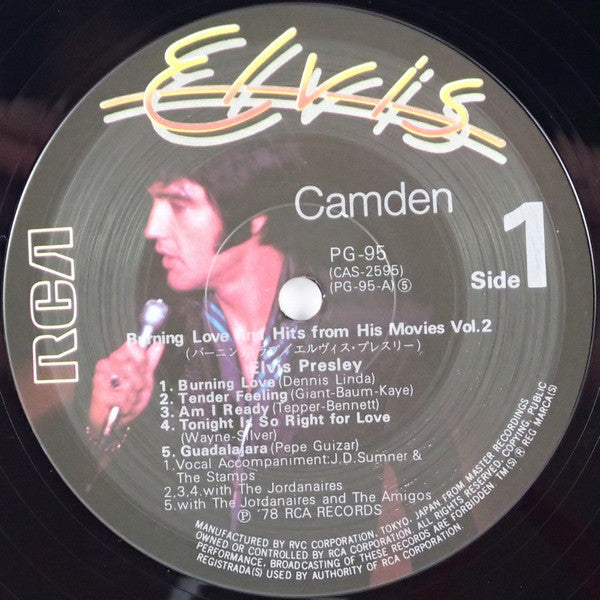 Elvis
RCA
Camden
PG-95
(CAS-2595)
(PG-95-A) ⑤
Side 1
Burning Love and Hits from His Movies Vol.2
(バーニング・ラブ エルヴィス・プレスリー)
Elvis Presley
1. Burning Love (Dennis Linda)
2. Tender Feeling (Giant-Baum-Kaye)
3. Am I Ready (Tepper-Bennett)
4. Tonight Is So Right for Love
(Wayne-Silver)
5. Guadalajara (Pepe Guizar)
1.Vocal Accompaniment:J.D.Sumner &
The Stamps
2.3.4.with The Jordanaires
5.with The Jordanaires and The Amigos
Ⓟ '78 RCA RECORDS
MANUFACTURED BY RVC CORPORATION, TOKYO, JAPAN FROM MASTER RECORDINGS
OWNED OR CONTROLLED BY RCA CORPORATION ALL RIGHTS RESERVED, COPYING, PUBLIC
PERFORMANCE, BROADCASTING OF THESE RECORDS ARE FORBIDDEN TM(S) ® REG MARCA(S)
REGISTRADA(S) USED BY AUTHORITY OF RCA CORPORATION